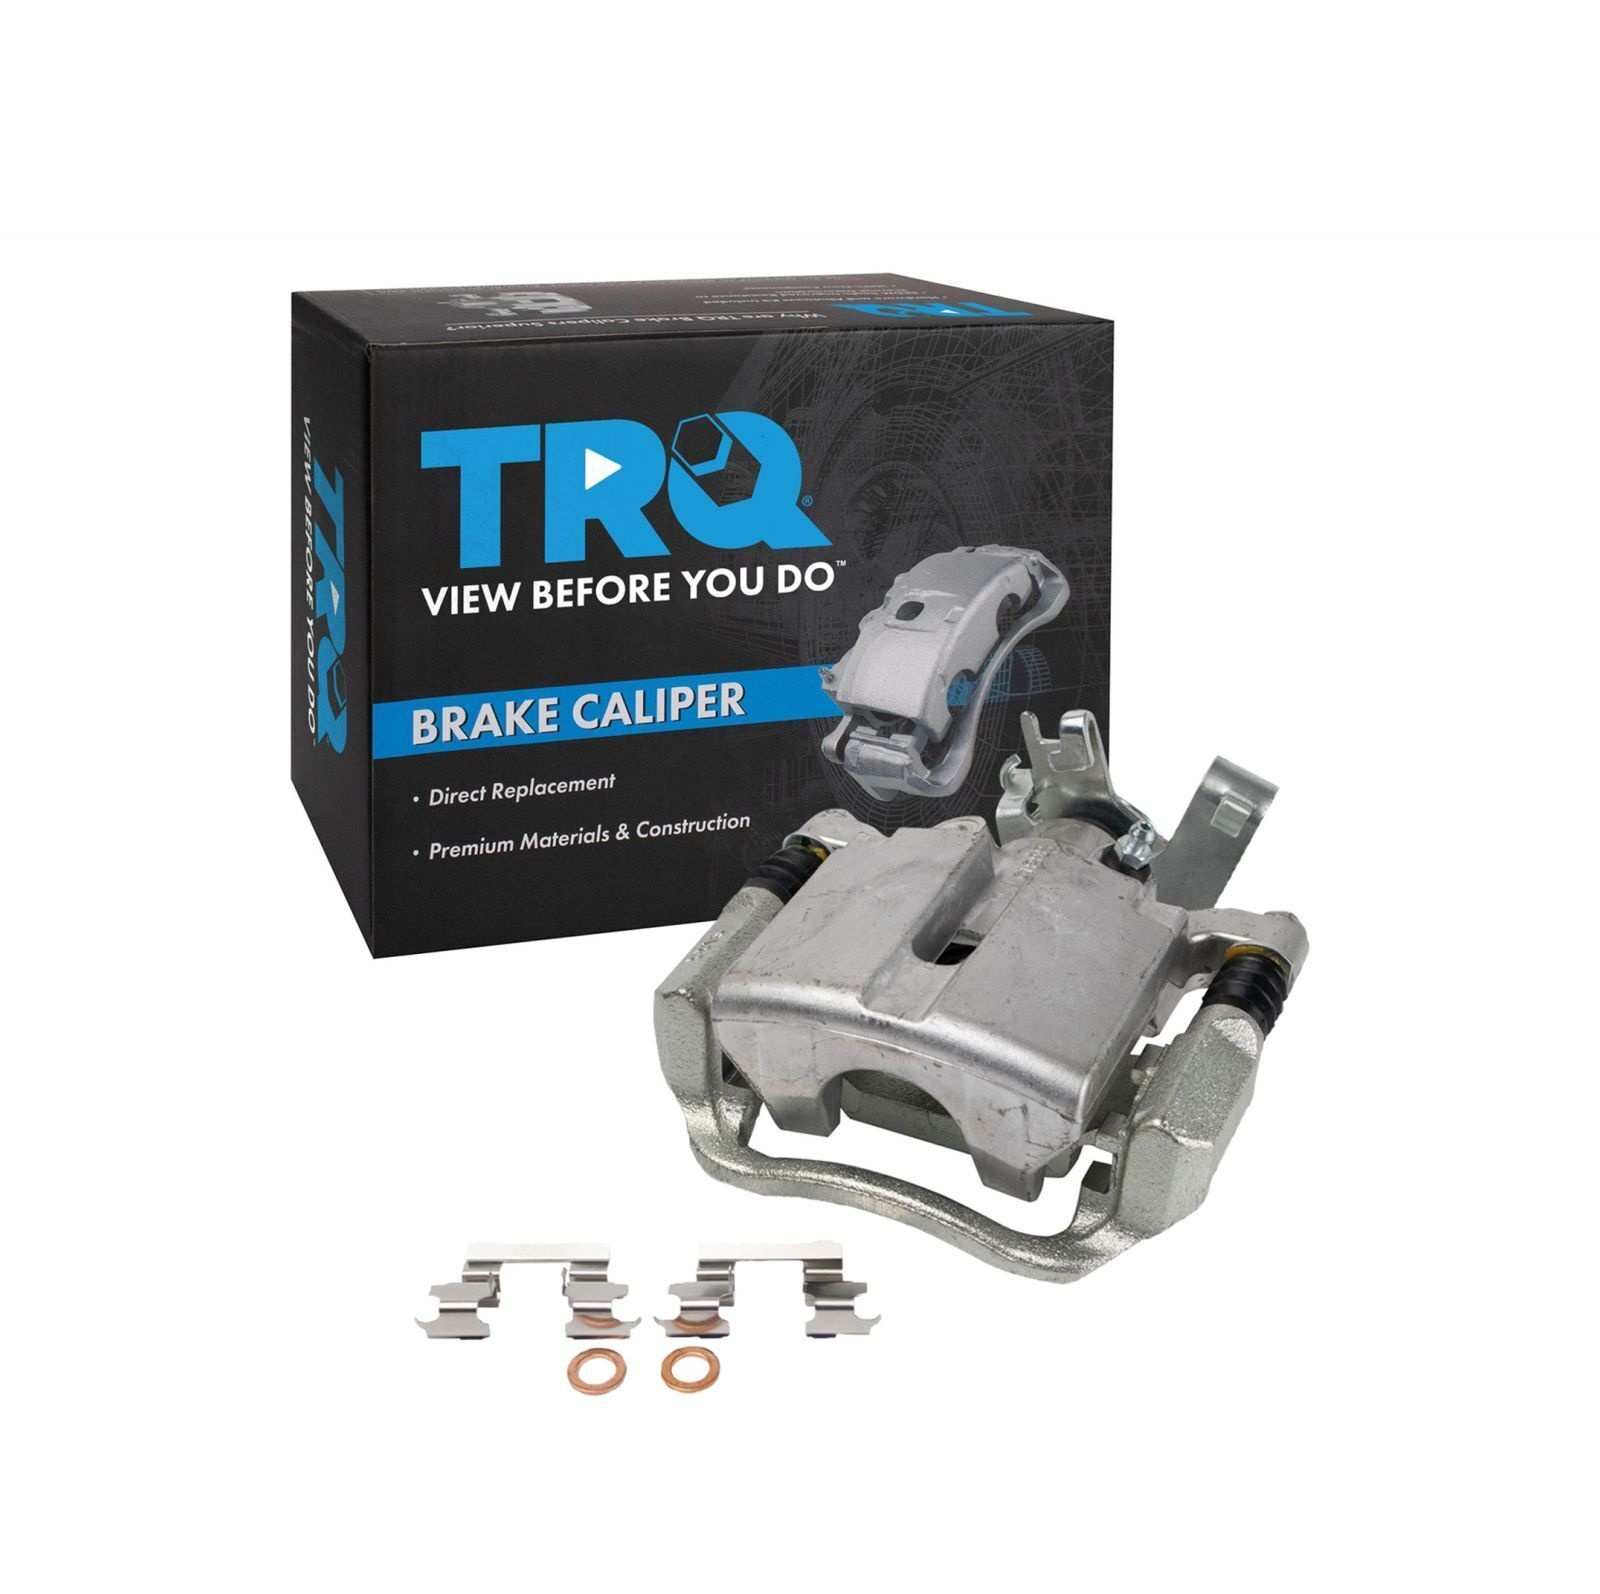 Why are TRQ Brake Calipers Superior?
TRQ
TRQ®
VIEW BEFORE YOU DO™
BRAKE CALIPER
• Direct Replacement
• Premium Materials & Construction
TRQ
VIEW BEFORE YOU DO